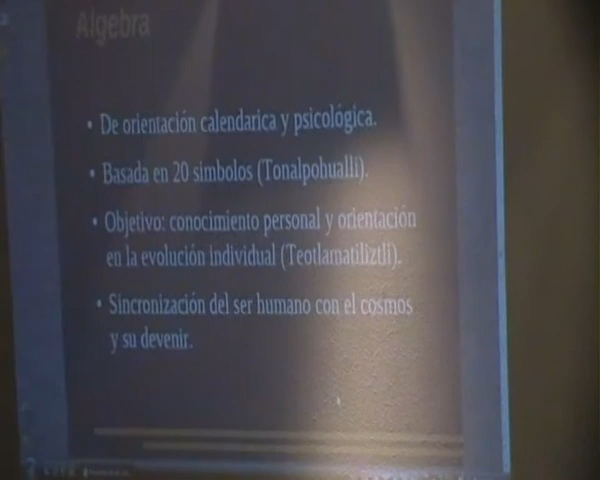 Algebra
• De orientación calendarica y psicológica.
• Basada en 20 simbolos (Tonalpohualli).
• Objetivo: conocimiento personal y orientación
en la evolución individual (Teotlamatiliztli).
• Sincronización del ser humano con el cosmos
y su devenir.